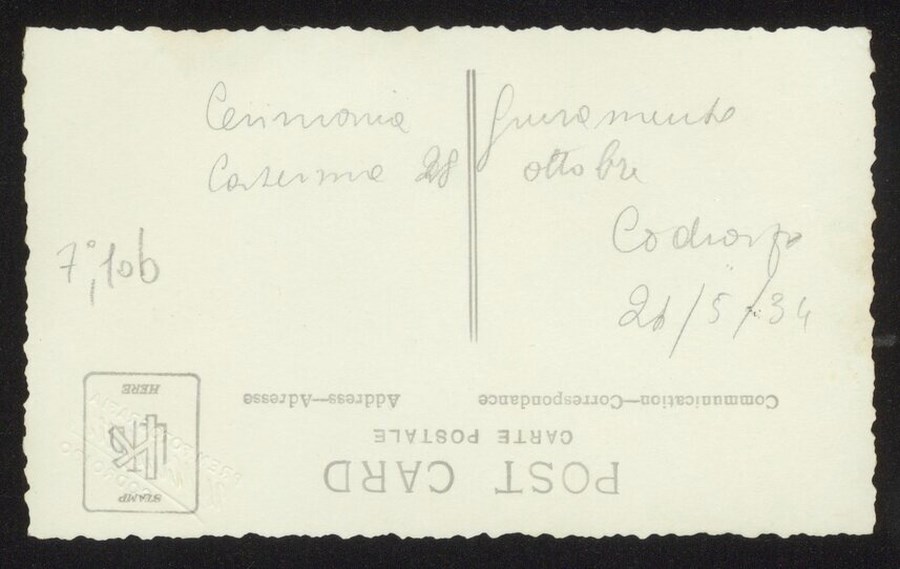 Cerimonia Giuramento
Caserma 28 ottobre
Codroipo
21/5/34
7°,106
Communication—Correspondance
Address—Adresse
CARTE POSTALE
POST CARD
STAMP
HERE